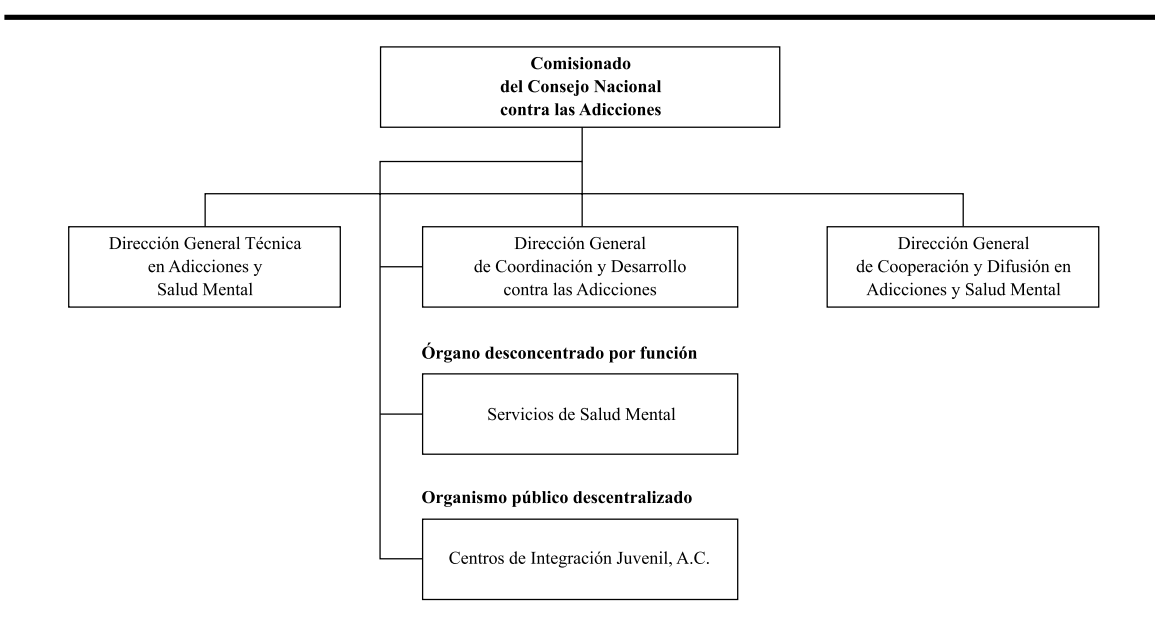 Comisionado
del Consejo Nacional
contra las Adicciones
Dirección General Técnica
en Adicciones y
Salud Mental
Dirección General
de Coordinación y Desarrollo
contra las Adicciones
Dirección General
de Cooperación y Difusión en
Adicciones y Salud Mental
Órgano desconcentrado por función
Servicios de Salud Mental
Organismo público descentralizado
Centros de Integración Juvenil, A.C.